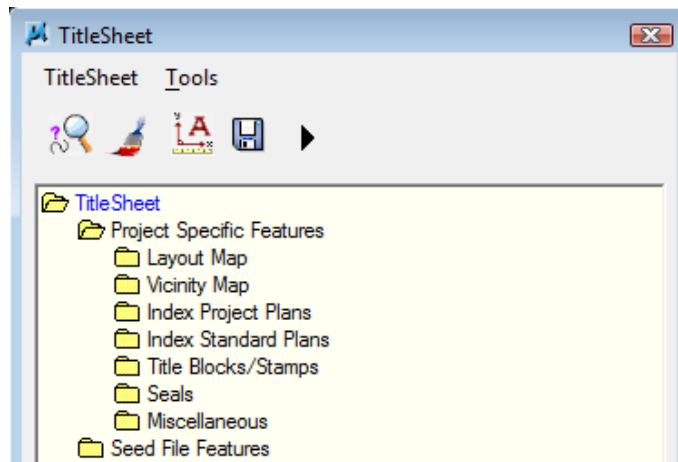 TitleSheet
TitleSheet Tools
TitleSheet
Project Specific Features
Layout Map
Vicinity Map
Index Project Plans
Index Standard Plans
Title Blocks/Stamps
Seals
Miscellaneous
Seed File Features